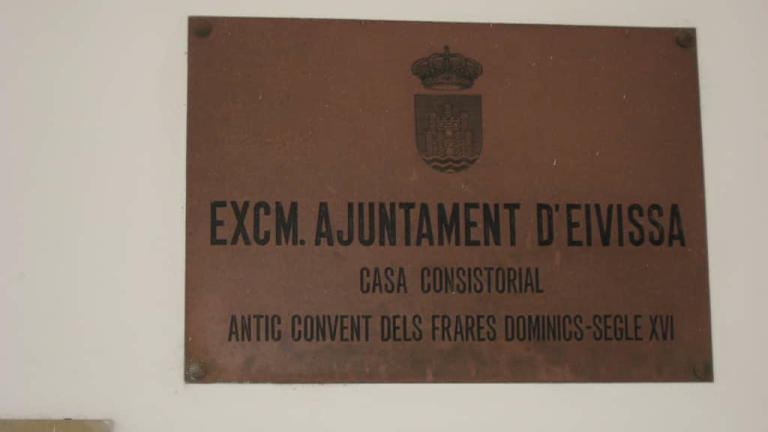 EXCM. AJUNTAMENT D'EIVISSA
CASA CONSISTORIAL
ANTIC CONVENT DELS FRARES DOMINICS-SEGLE XVI